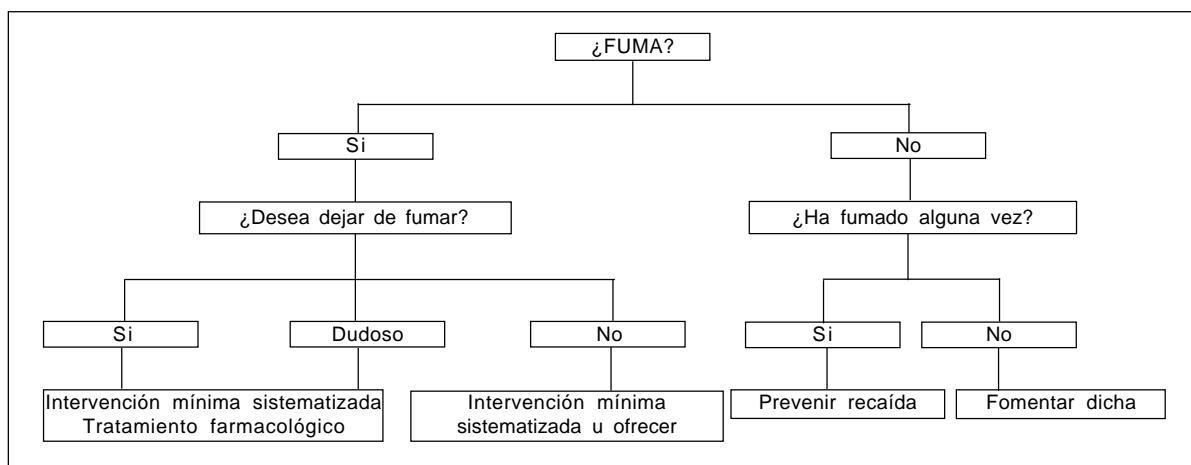 ¿FUMA?
Si
No
¿Desea dejar de fumar?
¿Ha fumado alguna vez?
Si
Dudoso
No
Si
No
Intervención mínima sistematizada
Tratamiento farmacológico
Intervención mínima
sistematizada u ofrecer
Prevenir recaída
Fomentar dicha